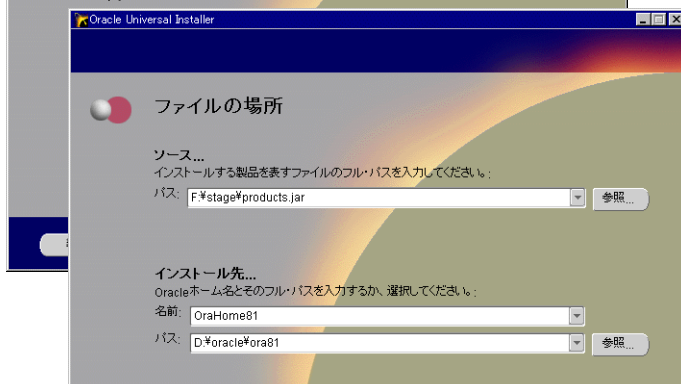 Oracle Universal Installer
ファイルの場所
ソース...
インストールする製品を表すファイルのフル・パスを入力してください。:
パス: F:¥stage¥products.jar 参照...
インストール先...
Oracleホーム名とそのフル・パスを入力するか、選択してください。:
名前: OraHome81
パス: D:¥oracle¥ora81 参照...